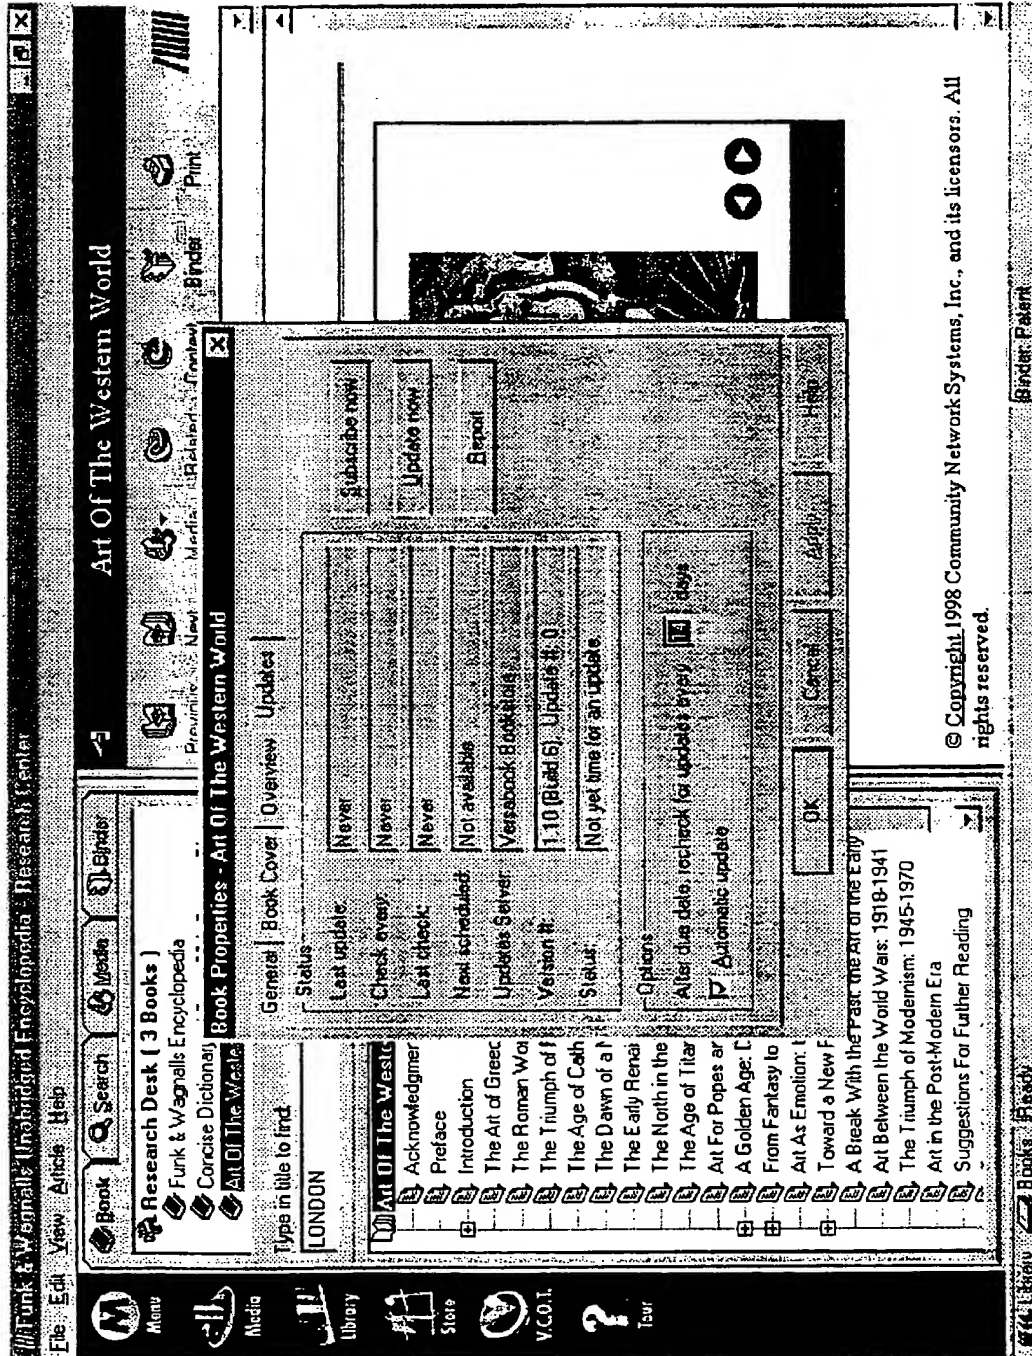 Funk & Wagnalls Unabridged Encyclopedia - Research Center
File Edit View Article Help
Menu
Media
Library
Store
V.C.O.T.
Tour
Book Search Media Binder
Research Desk ( 3 Books )
Funk & Wagnalls Encyclopedia
Concise Dictionary
Art Of The Weste
Type in title to find:
LONDON
Art Of The Weste
Acknowledgmer
Preface
Introduction
The Art of Greec
The Roman Wor
The Triumph of
The Age of Cath
The Dawn of a
The Early Renai
The North in the
The Age of Titar
Art For Popes ar
A Golden Age: D
From Fantasy to
Art As Emotion:
Toward a New F
A Break With the Past: the Art of the Early
Art Between the World Wars: 1918-1941
The Triumph of Modernism: 1945-1970
Art in the Post-Modern Era
Suggestions For Further Reading
Art Of The Western World
Previous Next Media Related Context Binder Print
Book Properties - Art Of The Western World
General Book Cover Overview Updates
Status
Last update: Never
Check every: Never
Last check: Never
Next scheduled: Not available
Updates Server: Versabook Bookstore
Version #: 1.10 (Build 6), Update #: 0
Status: Not yet time for an update
Subscribe now
Update now
Report
Options
After due date, recheck for updates every 14 days
Automatic update
OK Cancel Apply Help
© Copyright 1998 Community Network Systems, Inc., and its licensors. All
rights reserved.
Library Books Ready Binder: Patent